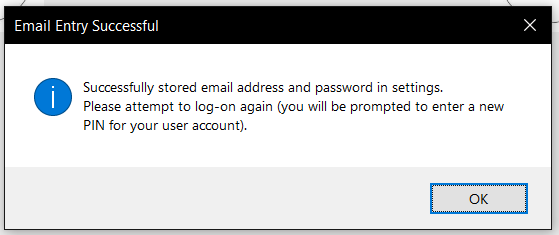 Email Entry Successful
Successfully stored email address and password in settings.
Please attempt to log-on again (you will be prompted to enter a new
PIN for your user account).
OK